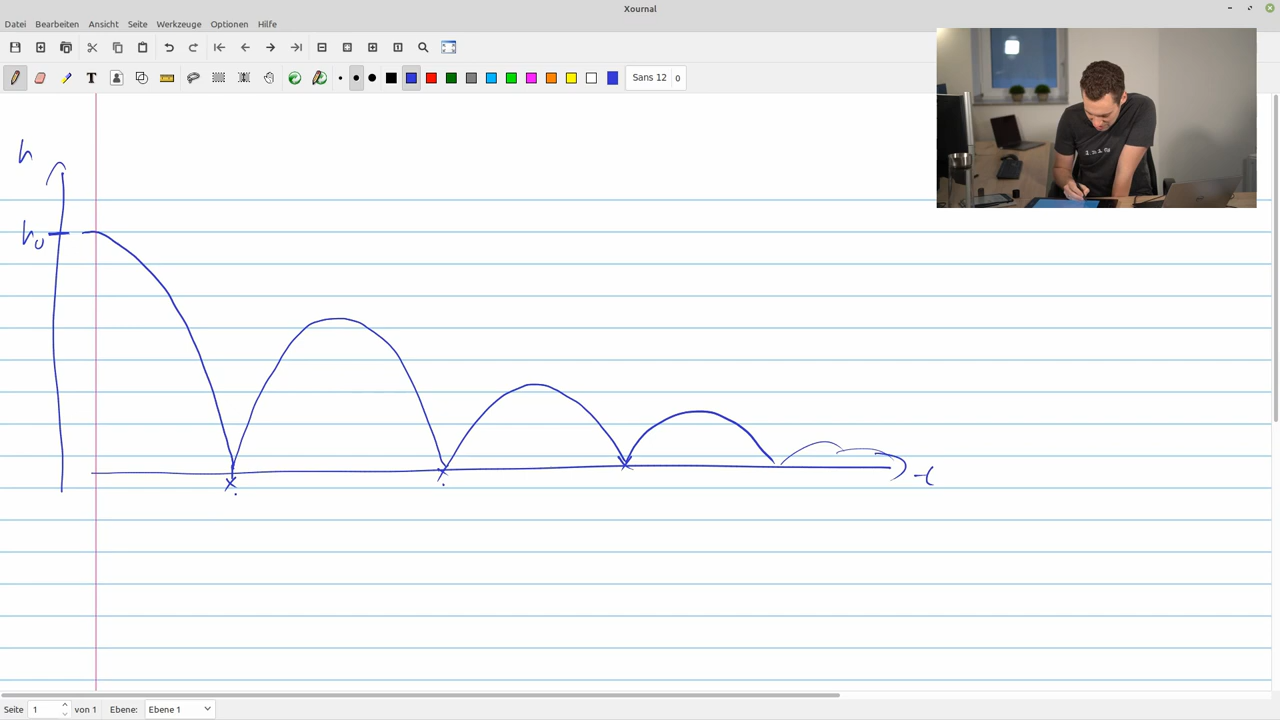 Xournal
Datei Bearbeiten Ansicht Seite Werkzeuge Optionen Hilfe
T Sans 12 0
h
h₀
t
Seite 1 von 1 Ebene: Ebene 1